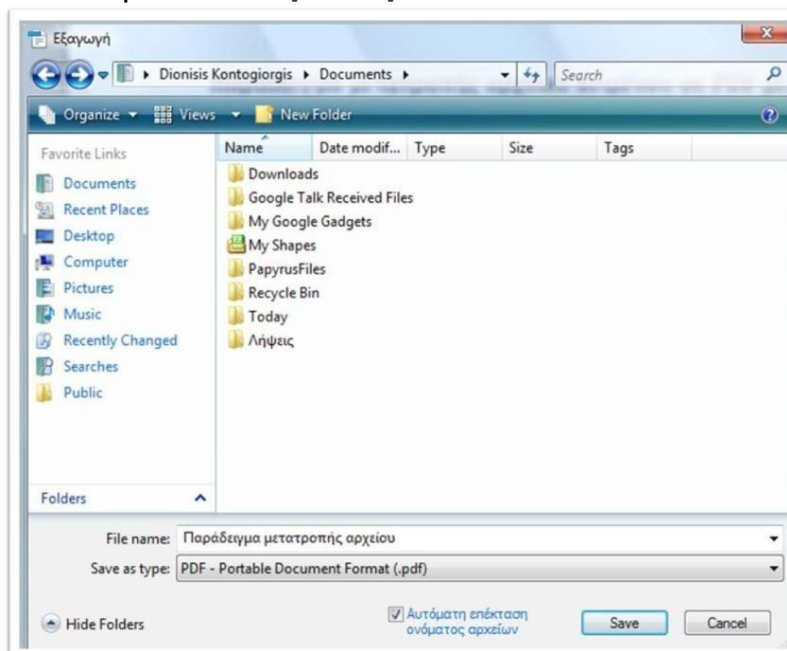 Εξαγωγή
Dionisis Kontogiorgis Documents Search
Organize Views New Folder
Favorite Links
Documents
Recent Places
Desktop
Computer
Pictures
Music
Recently Changed
Searches
Public
Folders
Name Date modif... Type Size Tags
Downloads
Google Talk Received Files
My Google Gadgets
My Shapes
PapyrusFiles
Recycle Bin
Today
Λήψεις
File name: Παράδειγμα μετατροπής αρχείου
Save as type: PDF - Portable Document Format (.pdf)
Hide Folders
Αυτόματη επέκταση
ονόματος αρχείων
Save Cancel